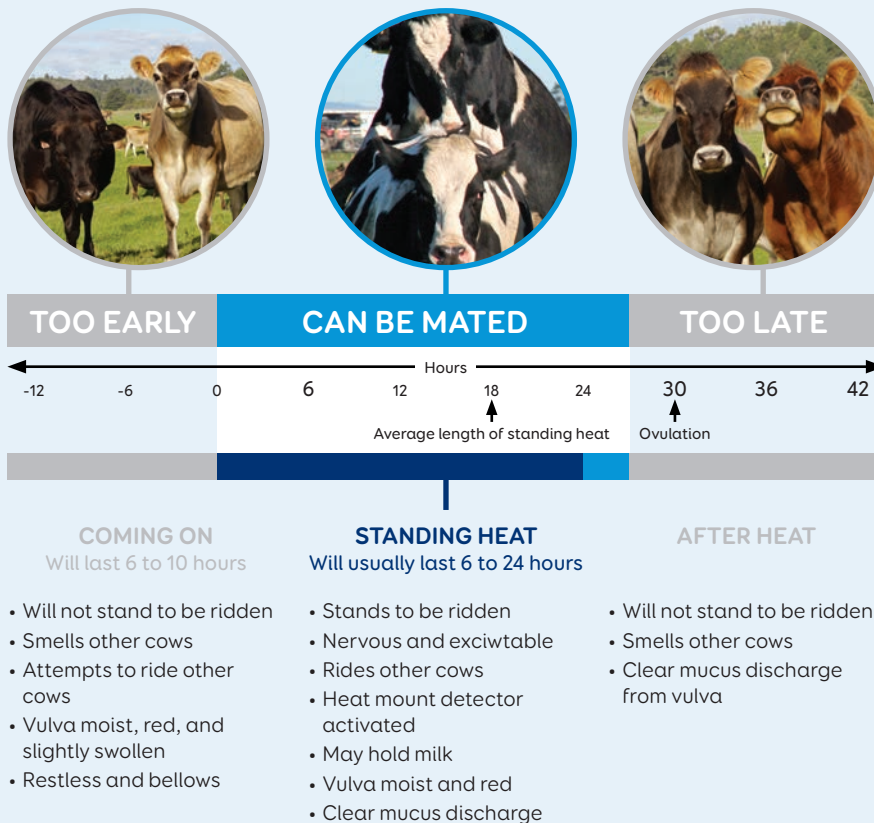 TOO EARLY
CAN BE MATED
TOO LATE
Hours
-12 -6 0 6 12 18 24 30 36 42
Average length of standing heat
Ovulation
COMING ON
Will last 6 to 10 hours
• Will not stand to be ridden
• Smells other cows
• Attempts to ride other
cows
• Vulva moist, red, and
slightly swollen
• Restless and bellows
STANDING HEAT
Will usually last 6 to 24 hours
• Stands to be ridden
• Nervous and exciwtable
• Rides other cows
• Heat mount detector
activated
• May hold milk
• Vulva moist and red
• Clear mucus discharge
AFTER HEAT
• Will not stand to be ridden
• Smells other cows
• Clear mucus discharge
from vulva